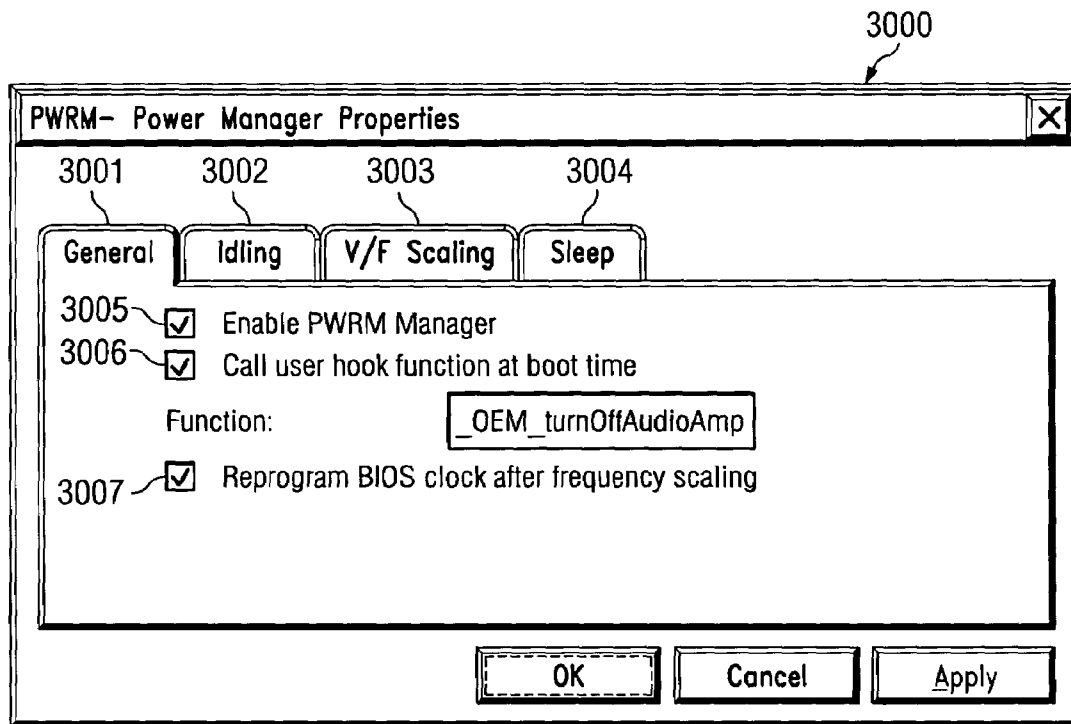 3000
PWRM- Power Manager Properties
3001 3002 3003 3004
General Idling V/F Scaling Sleep
3005 Enable PWRM Manager
3006 Call user hook function at boot time
Function: _OEM_turnOffAudioAmp
3007 Reprogram BIOS clock after frequency scaling
OK Cancel Apply